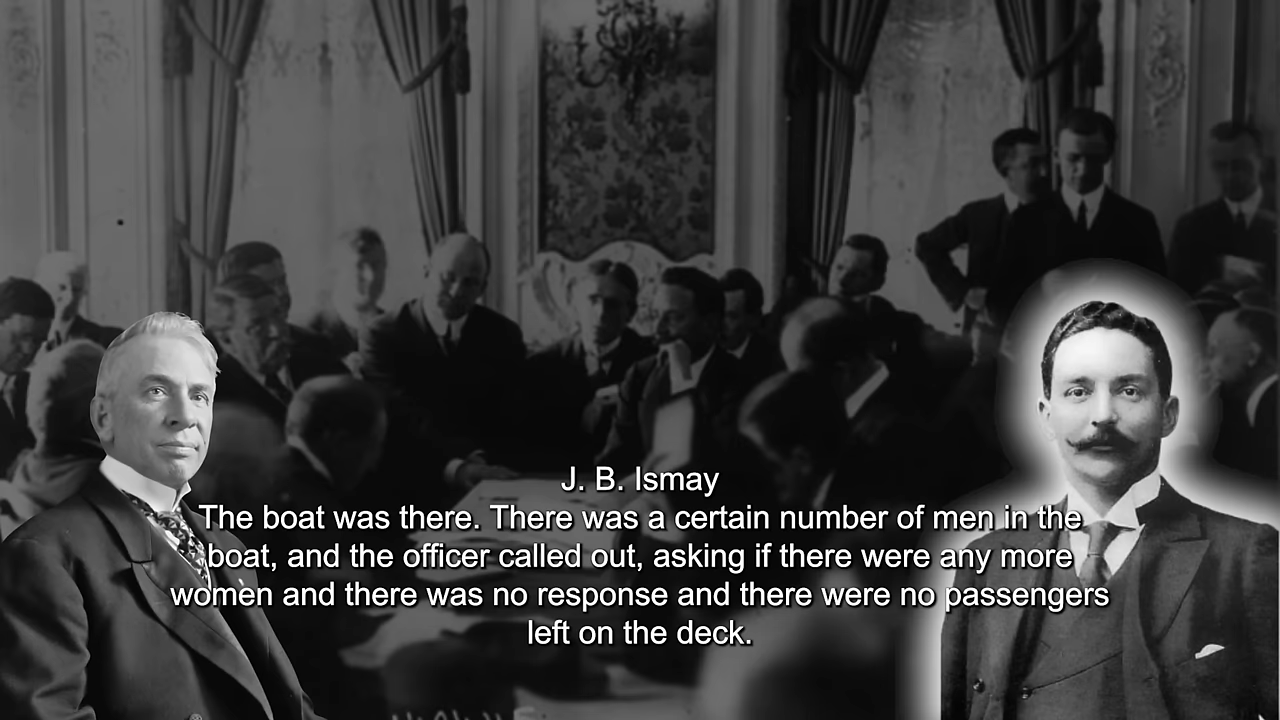 J. B. Ismay
The boat was there. There was a certain number of men in the
boat, and the officer called out, asking if there were any more
women and there was no response and there were no passengers
left on the deck.